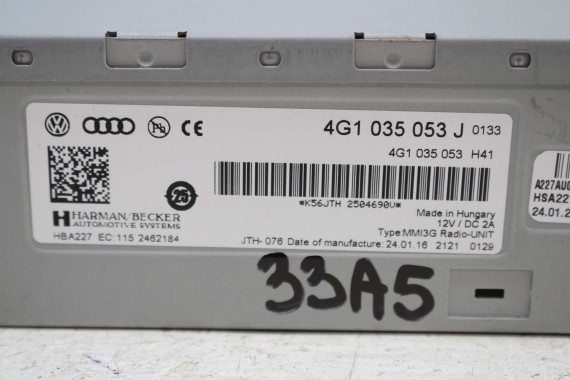 4G1 035 053 J 0133
4G1 035 053 H41
Pb
CE
25
*K56JTH 2504690U*
HARMAN/BECKER
AUTOMOTIVE SYSTEMS
HBA227 EC: 115 2462184
Made in Hungary
12V / DC 2A
Type:MMI3G Radio-UNIT
JTH- 076 Date of manufacture: 24.01.16 2121 0129
A227AU
HSA22
24.01.2
33A5